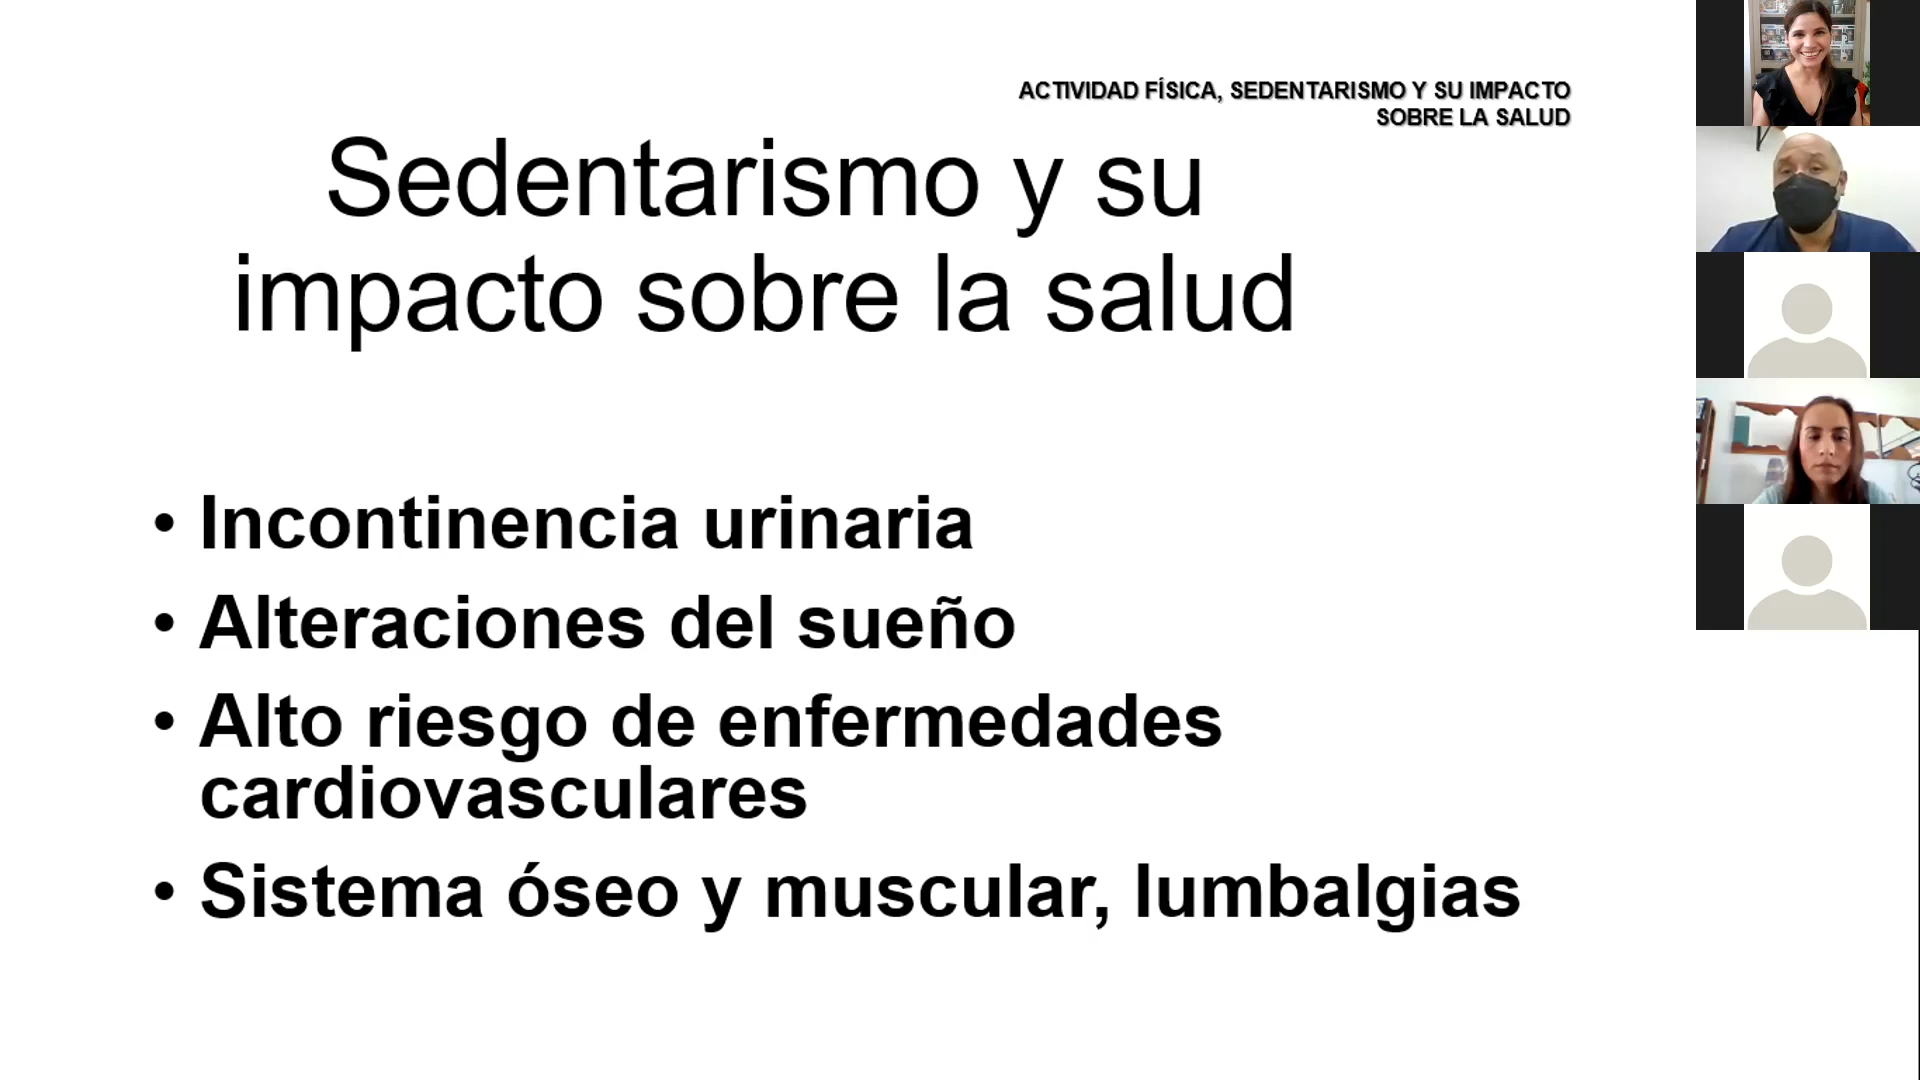 ACTIVIDAD FÍSICA, SEDENTARISMO Y SU IMPACTO
SOBRE LA SALUD
Sedentarismo y su
impacto sobre la salud
• Incontinencia urinaria
• Alteraciones del sueño
• Alto riesgo de enfermedades
cardiovasculares
• Sistema óseo y muscular, lumbalgias